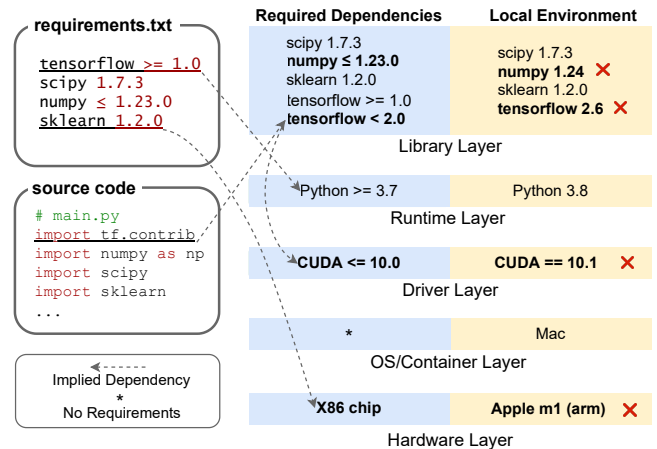 requirements.txt
tensorflow >= 1.0
scipy 1.7.3
numpy ≤ 1.23.0
sklearn 1.2.0
source code
# main.py
import tf.contrib
import numpy as np
import scipy
import sklearn
...
Implied Dependency
*
No Requirements
Required Dependencies
Local Environment
scipy 1.7.3
numpy ≤ 1.23.0
sklearn 1.2.0
tensorflow >= 1.0
tensorflow < 2.0
scipy 1.7.3
numpy 1.24
sklearn 1.2.0
tensorflow 2.6
Library Layer
Python >= 3.7
Python 3.8
Runtime Layer
CUDA <= 10.0
CUDA == 10.1
Driver Layer
*
Mac
OS/Container Layer
X86 chip
Apple m1 (arm)
Hardware Layer